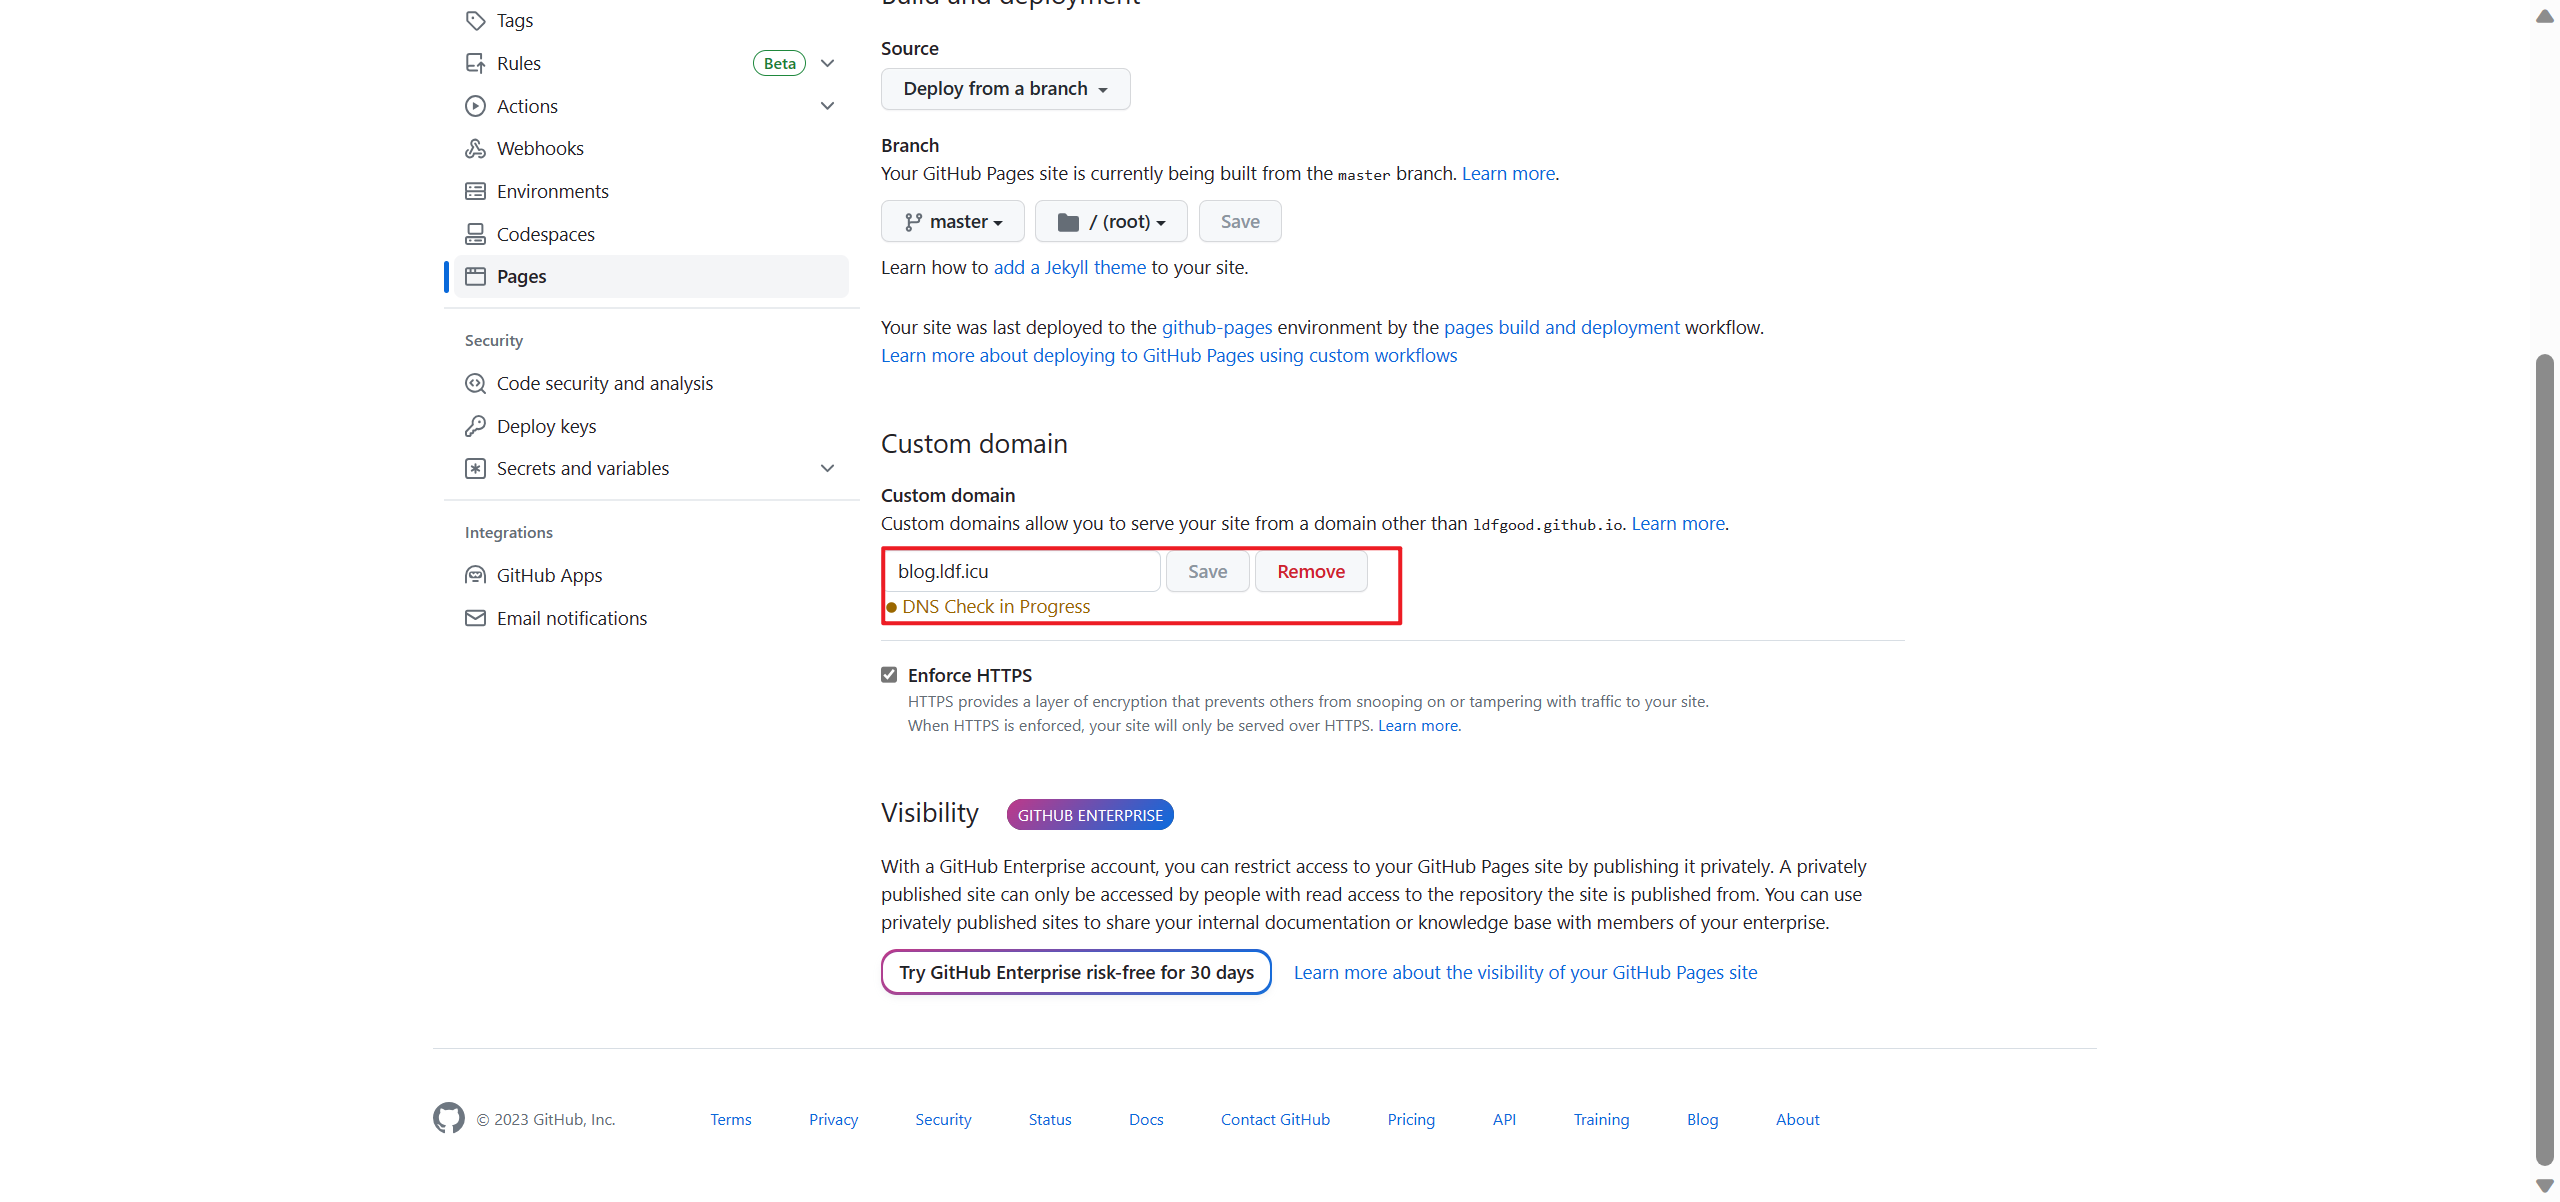 Build and deployment
Tags
Rules
Beta
Actions
Webhooks
Environments
Codespaces
Pages
Security
Code security and analysis
Deploy keys
Secrets and variables
Integrations
GitHub Apps
Email notifications
Source
Deploy from a branch
Branch
Your GitHub Pages site is currently being built from the master branch. Learn more.
master
/ (root)
Save
Learn how to add a Jekyll theme to your site.
Your site was last deployed to the github-pages environment by the pages build and deployment workflow.
Learn more about deploying to GitHub Pages using custom workflows
Custom domain
Custom domain
Custom domains allow you to serve your site from a domain other than ldfgood.github.io. Learn more.
blog.ldf.icu
Save
Remove
DNS Check in Progress
Enforce HTTPS
HTTPS provides a layer of encryption that prevents others from snooping on or tampering with traffic to your site.
When HTTPS is enforced, your site will only be served over HTTPS. Learn more.
Visibility
GITHUB ENTERPRISE
With a GitHub Enterprise account, you can restrict access to your GitHub Pages site by publishing it privately. A privately
published site can only be accessed by people with read access to the repository the site is published from. You can use
privately published sites to share your internal documentation or knowledge base with members of your enterprise.
Try GitHub Enterprise risk-free for 30 days
Learn more about the visibility of your GitHub Pages site
© 2023 GitHub, Inc.
Terms
Privacy
Security
Status
Docs
Contact GitHub
Pricing
API
Training
Blog
About